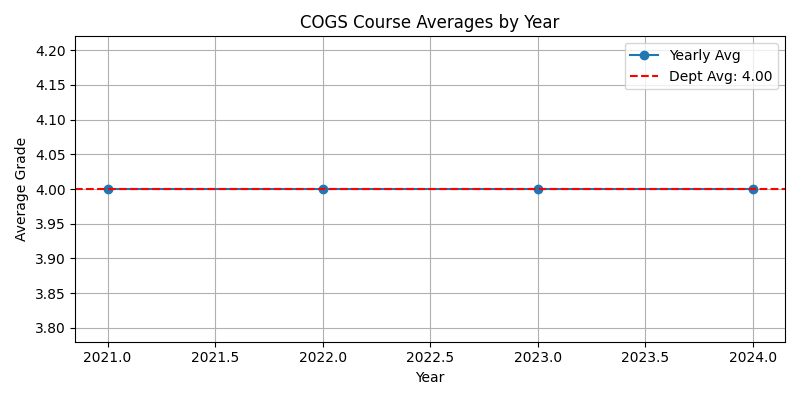 COGS Course Averages by Year
Yearly Avg
Dept Avg: 4.00
Average Grade
4.20
4.15
4.10
4.05
4.00
3.95
3.90
3.85
3.80
2021.0 2021.5 2022.0 2022.5 2023.0 2023.5 2024.0
Year